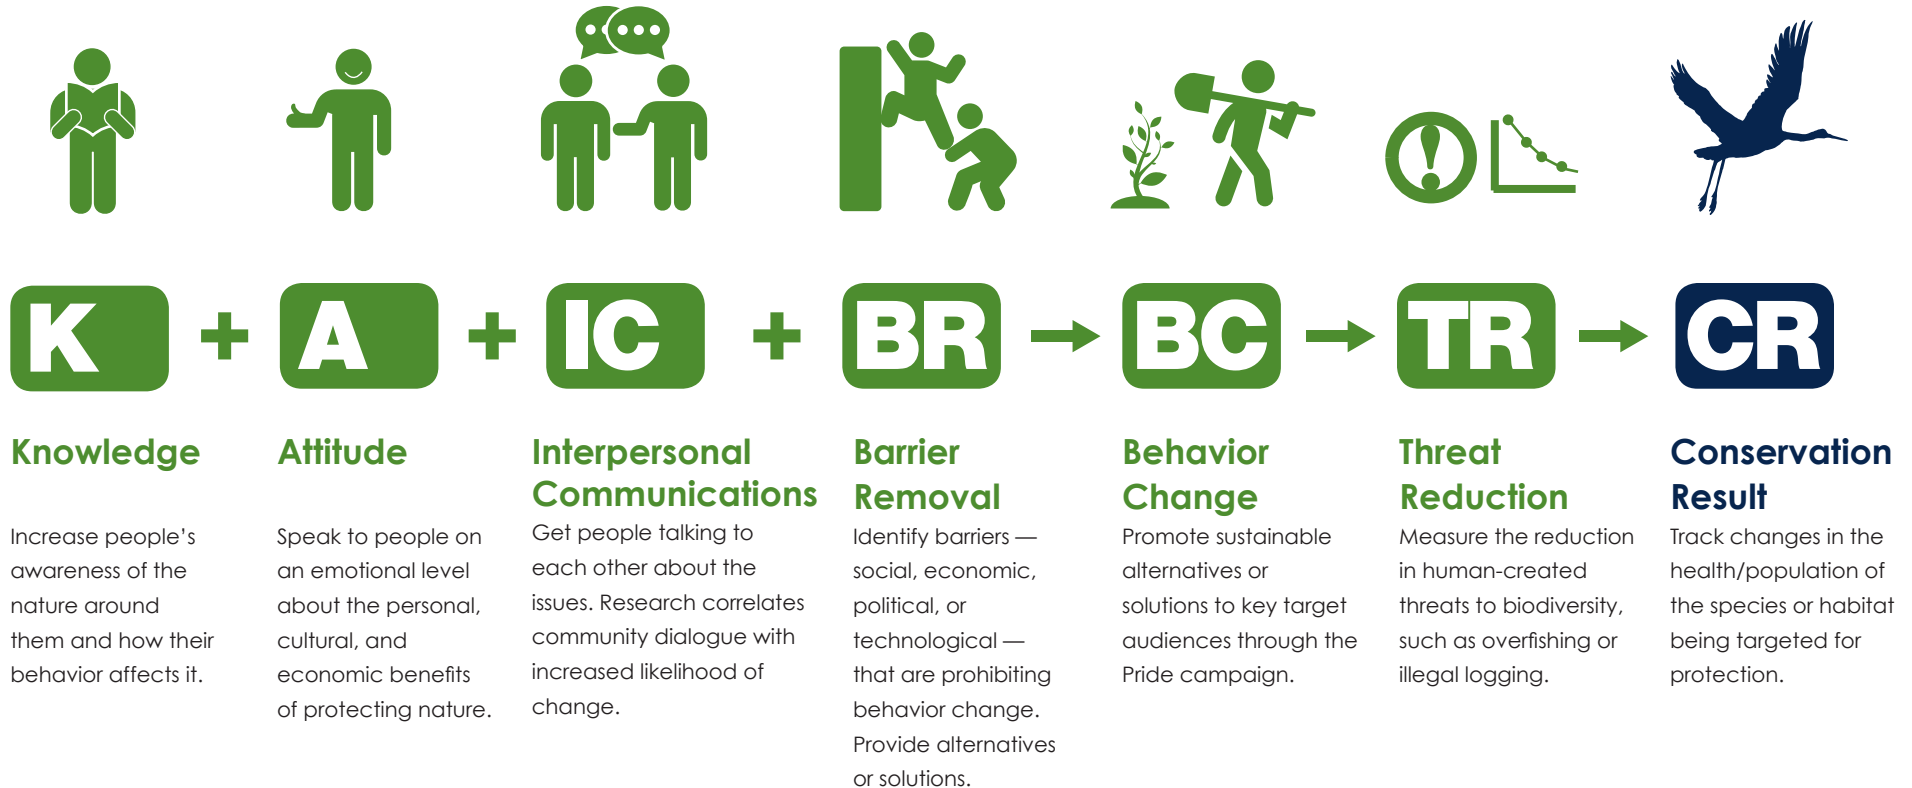 K + A + IC + BR → BC → TR → CR
Knowledge
Increase people’s
awareness of the
nature around
them and how their
behavior affects it.
Attitude
Speak to people on
an emotional level
about the personal,
cultural, and
economic benefits
of protecting nature.
Interpersonal
Communications
Get people talking to
each other about the
issues. Research correlates
community dialogue with
increased likelihood of
change.
Barrier
Removal
Identify barriers —
social, economic,
political, or
technological —
that are prohibiting
behavior change.
Provide alternatives
or solutions.
Behavior
Change
Promote sustainable
alternatives or
solutions to key target
audiences through the
Pride campaign.
Threat
Reduction
Measure the reduction
in human-created
threats to biodiversity,
such as overfishing or
illegal logging.
Conservation
Result
Track changes in the
health/population of
the species or habitat
being targeted for
protection.